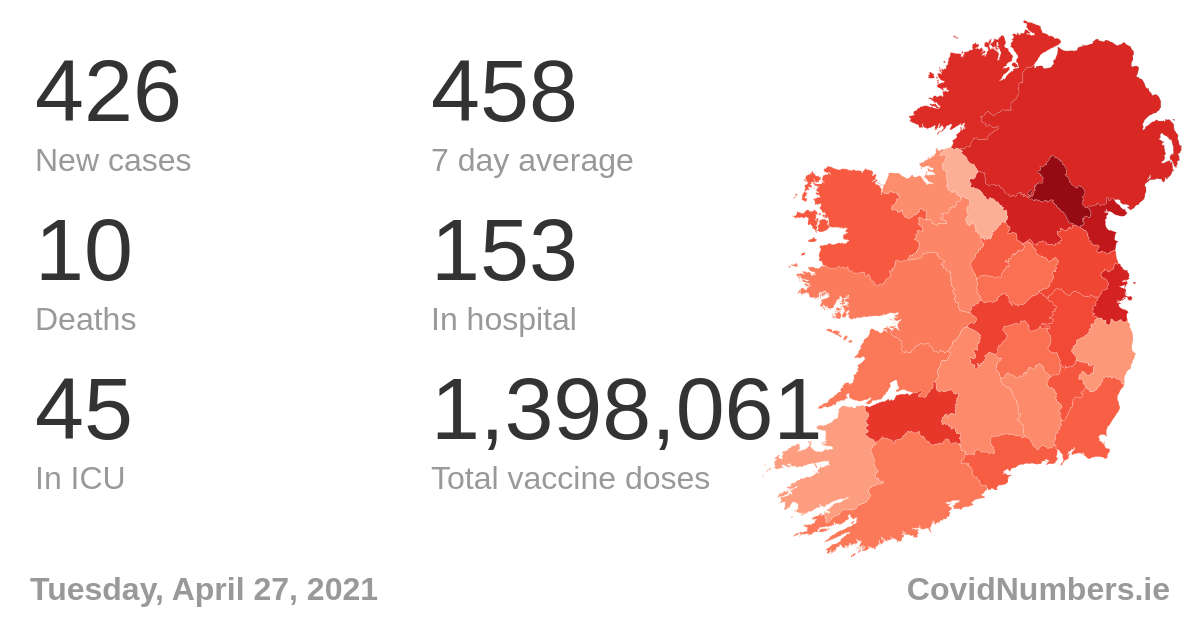 426
New cases
458
7 day average
10
Deaths
153
In hospital
45
In ICU
1,398,061
Total vaccine doses
Tuesday, April 27, 2021
CovidNumbers.ie